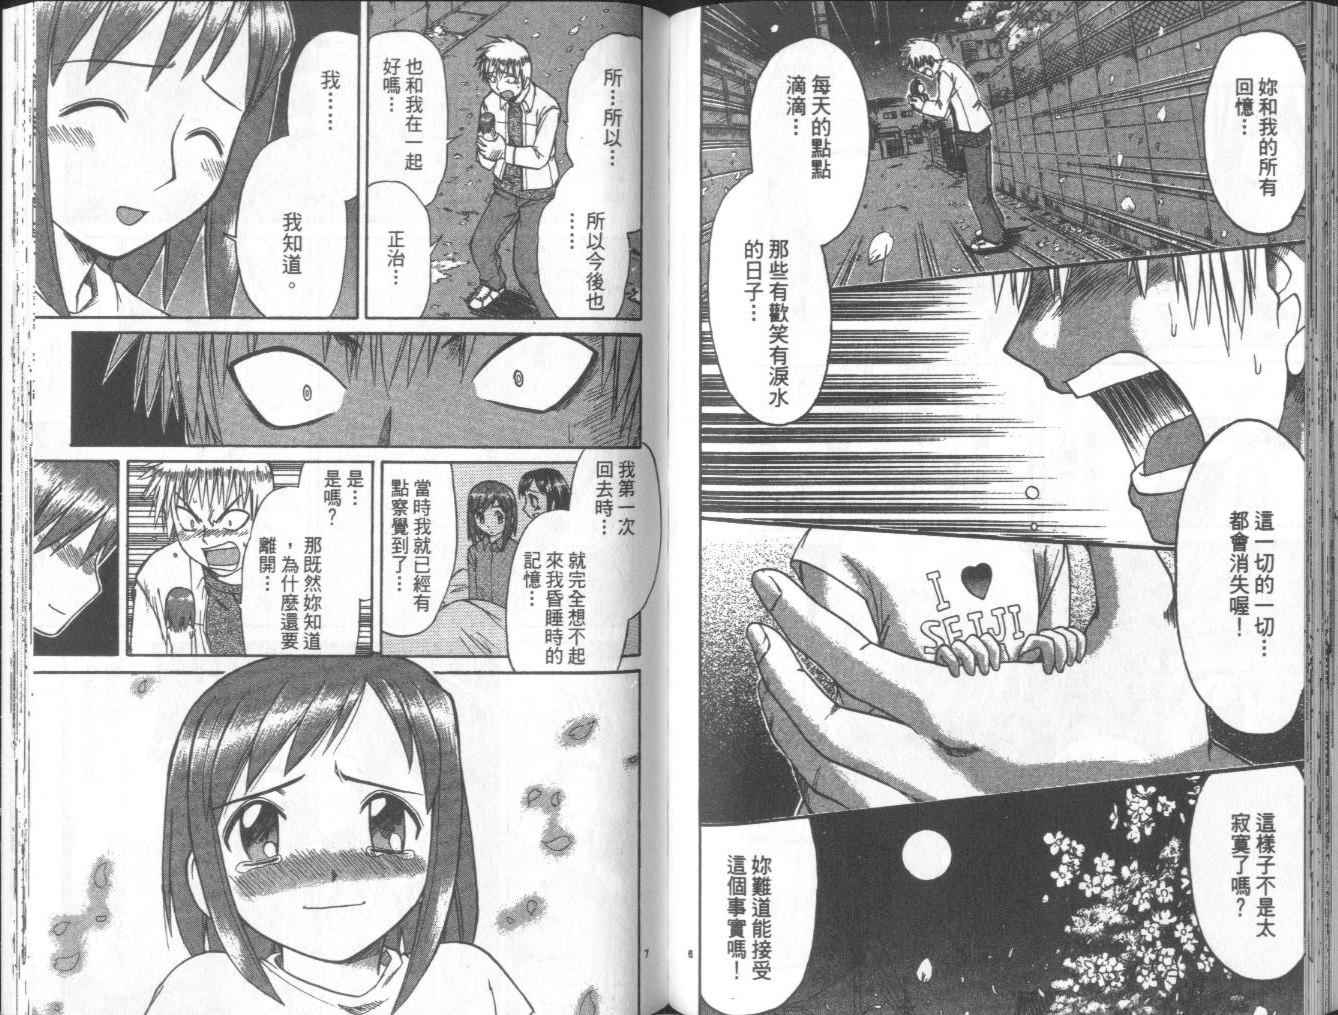 妳和我的所有
回憶…
每天的點點
滴滴…
那些有歡笑有淚水
的日子…
這一切的一切…
都會消失喔！
I
SEIJI
這樣子不是太
寂寞了嗎？
妳難道能接受
這個事實嗎！
6
所…所以…
所以今後也
……
也和我在一起
好嗎…
正治…
我……
我知道。
我第一次
回去時…
就完全想不起
來我昏睡時的
記憶…
當時我就已經有
點察覺到了…
是…
是嗎？
那既然妳知道
，為什麼還要
離開…
7